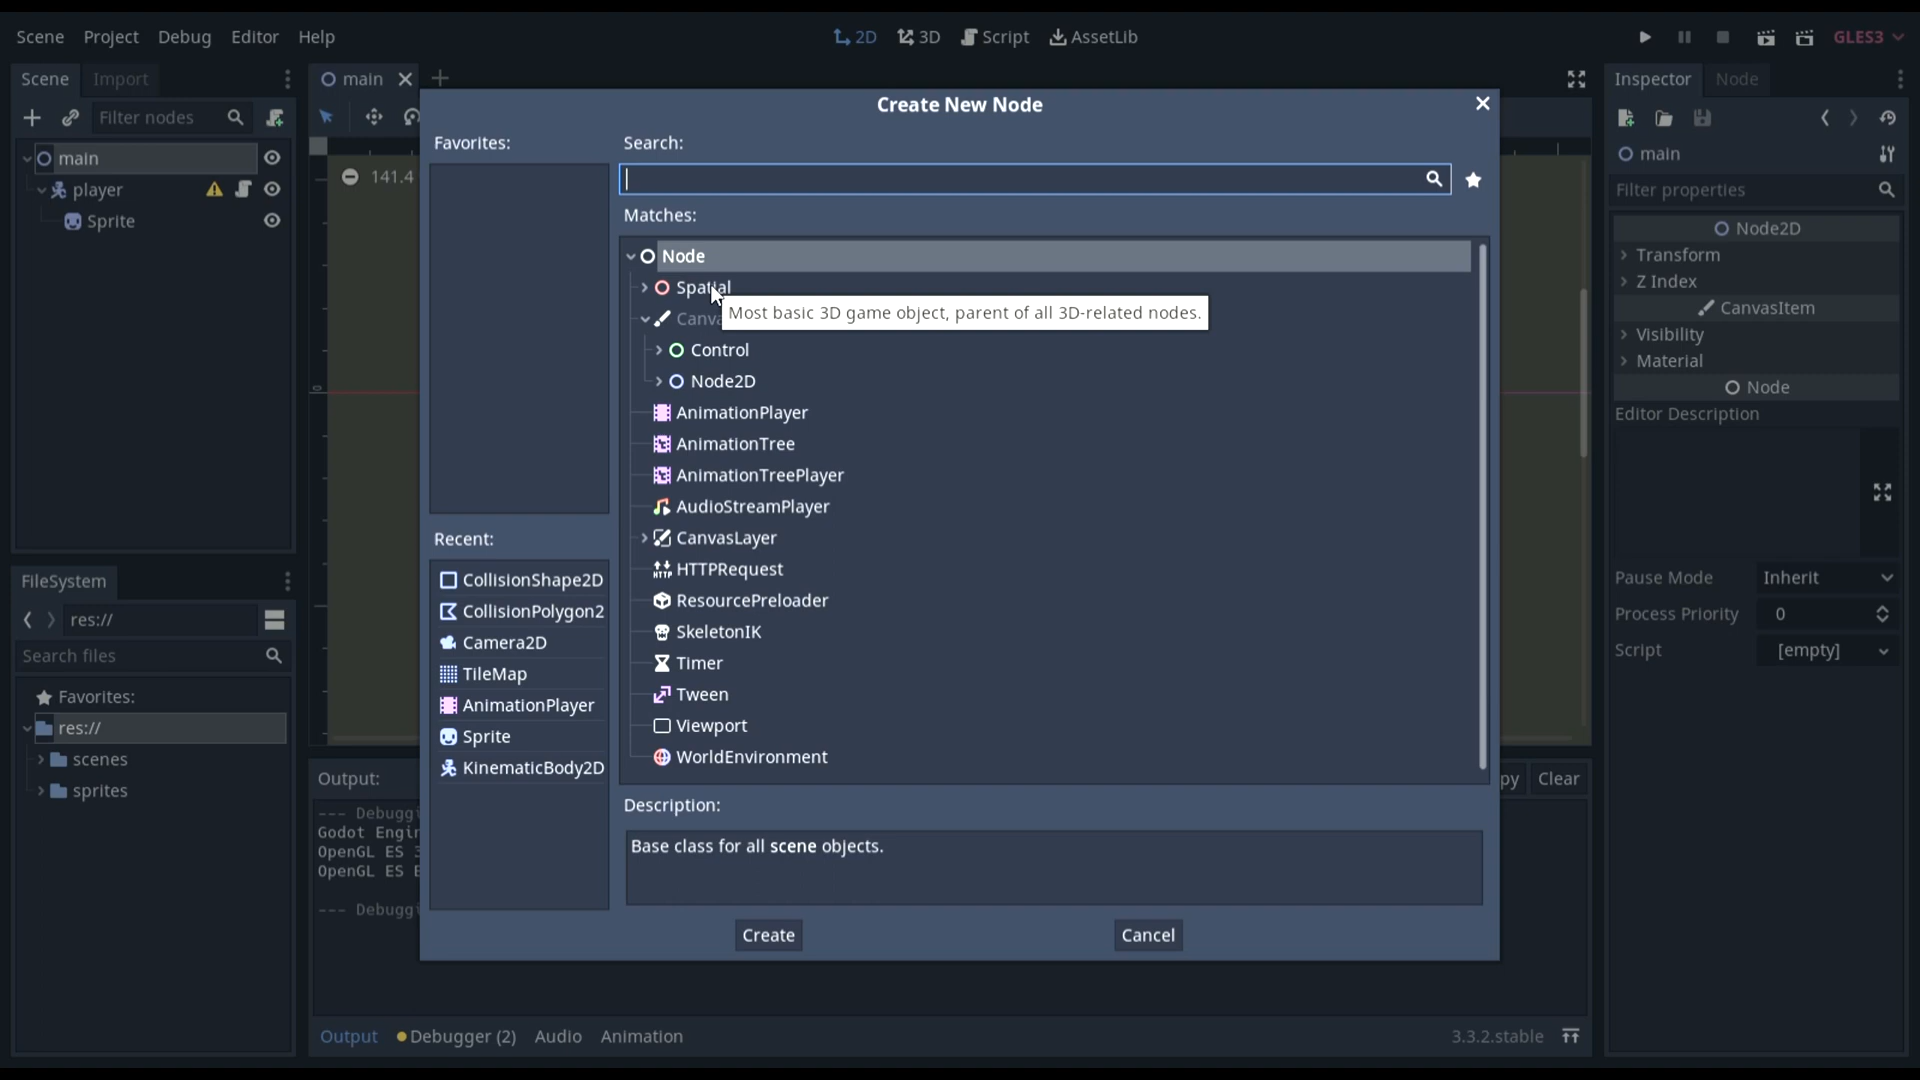 Scene Project Debug Editor Help 2D 3D Script AssetLib GLES3
Scene Import main Inspector Node
Filter nodes
Create New Node
main
player
Sprite
141.4
Favorites:
Search:
Matches:
Node
Spatial
Most basic 3D game object, parent of all 3D-related nodes.
Control
Node2D
AnimationPlayer
AnimationTree
AnimationTreePlayer
AudioStreamPlayer
CanvasLayer
HTTPRequest
ResourcePreloader
SkeletonIK
Timer
Tween
Viewport
WorldEnvironment
Recent:
CollisionShape2D
CollisionPolygon2
Camera2D
TileMap
AnimationPlayer
Sprite
KinematicBody2D
Description:
Base class for all scene objects.
Create Cancel
main
Filter properties
Node2D
Transform
Z Index
CanvasItem
Visibility
Material
Node
Editor Description
Pause Mode Inherit
Process Priority 0
Script [empty]
FileSystem
res://
Search files
Favorites:
res://
scenes
sprites
Output: py Clear
--- Debuggi
Godot Engin
OpenGL ES 3
OpenGL ES
--- Debuggi
Output Debugger (2) Audio Animation 3.3.2.stable